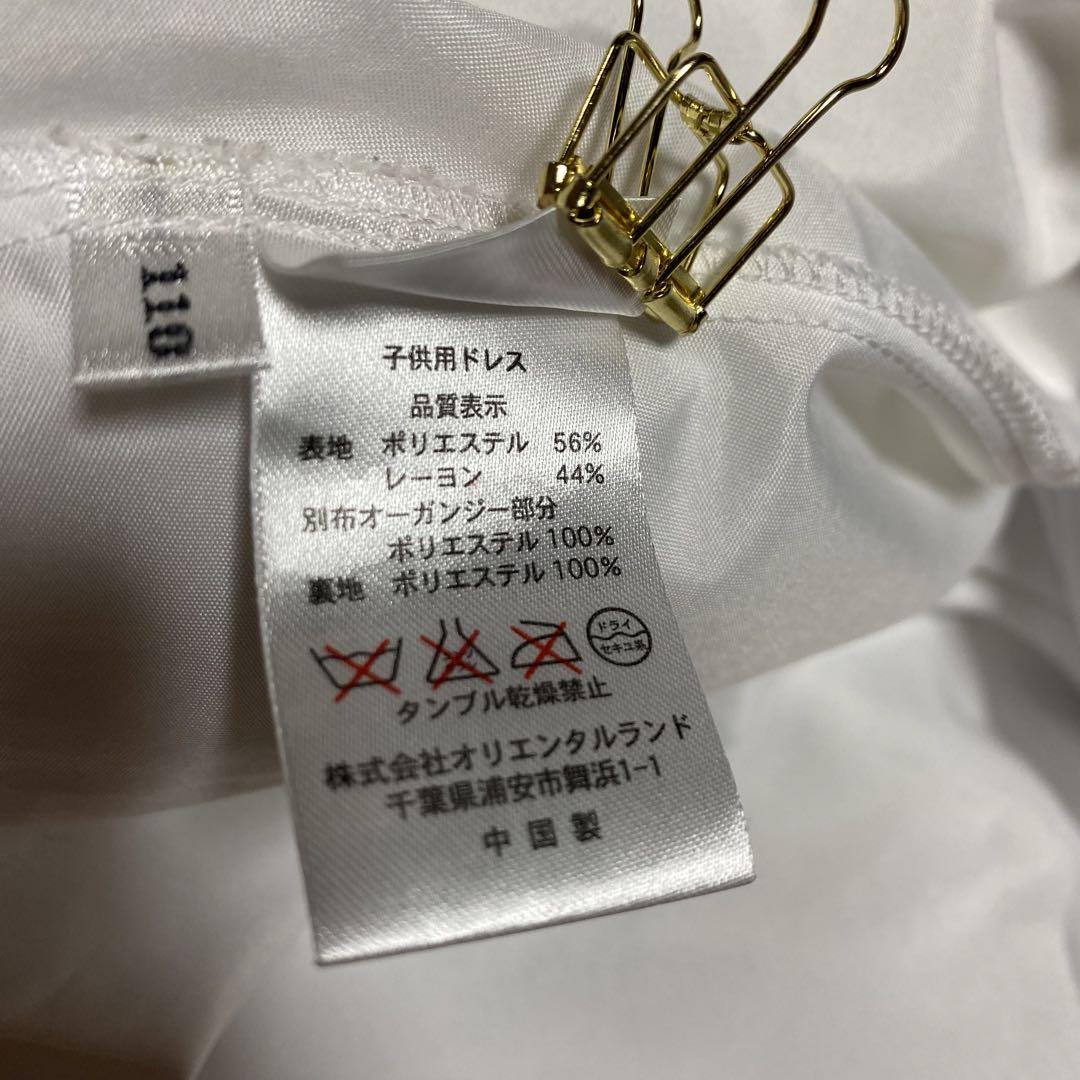 110
子供用ドレス
品質表示
表地 ポリエステル 56%
レーヨン 44%
別布オーガンジー部分
ポリエステル 100%
裏地 ポリエステル 100%
ドライ
セキユ系
タンブル乾燥禁止
株式会社オリエンタルランド
千葉県浦安市舞浜1-1
中国製